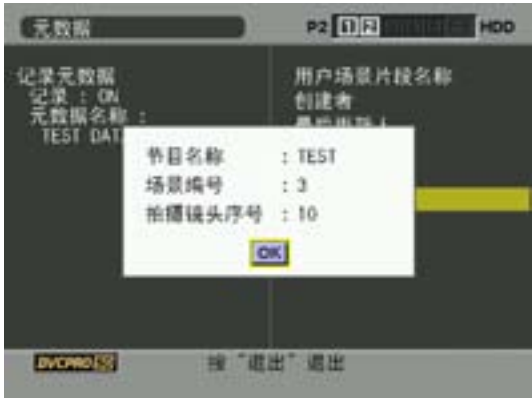 元数据
P2 1 2 HDD
记录元数据
记录 : ON
元数据名称 :
TEST DAT
用户场景片段名称
创建者
节目名称 : TEST
场景编号 : 3
拍摄镜头序号 : 10
OK
DVCPRO
按 "退出" 退出